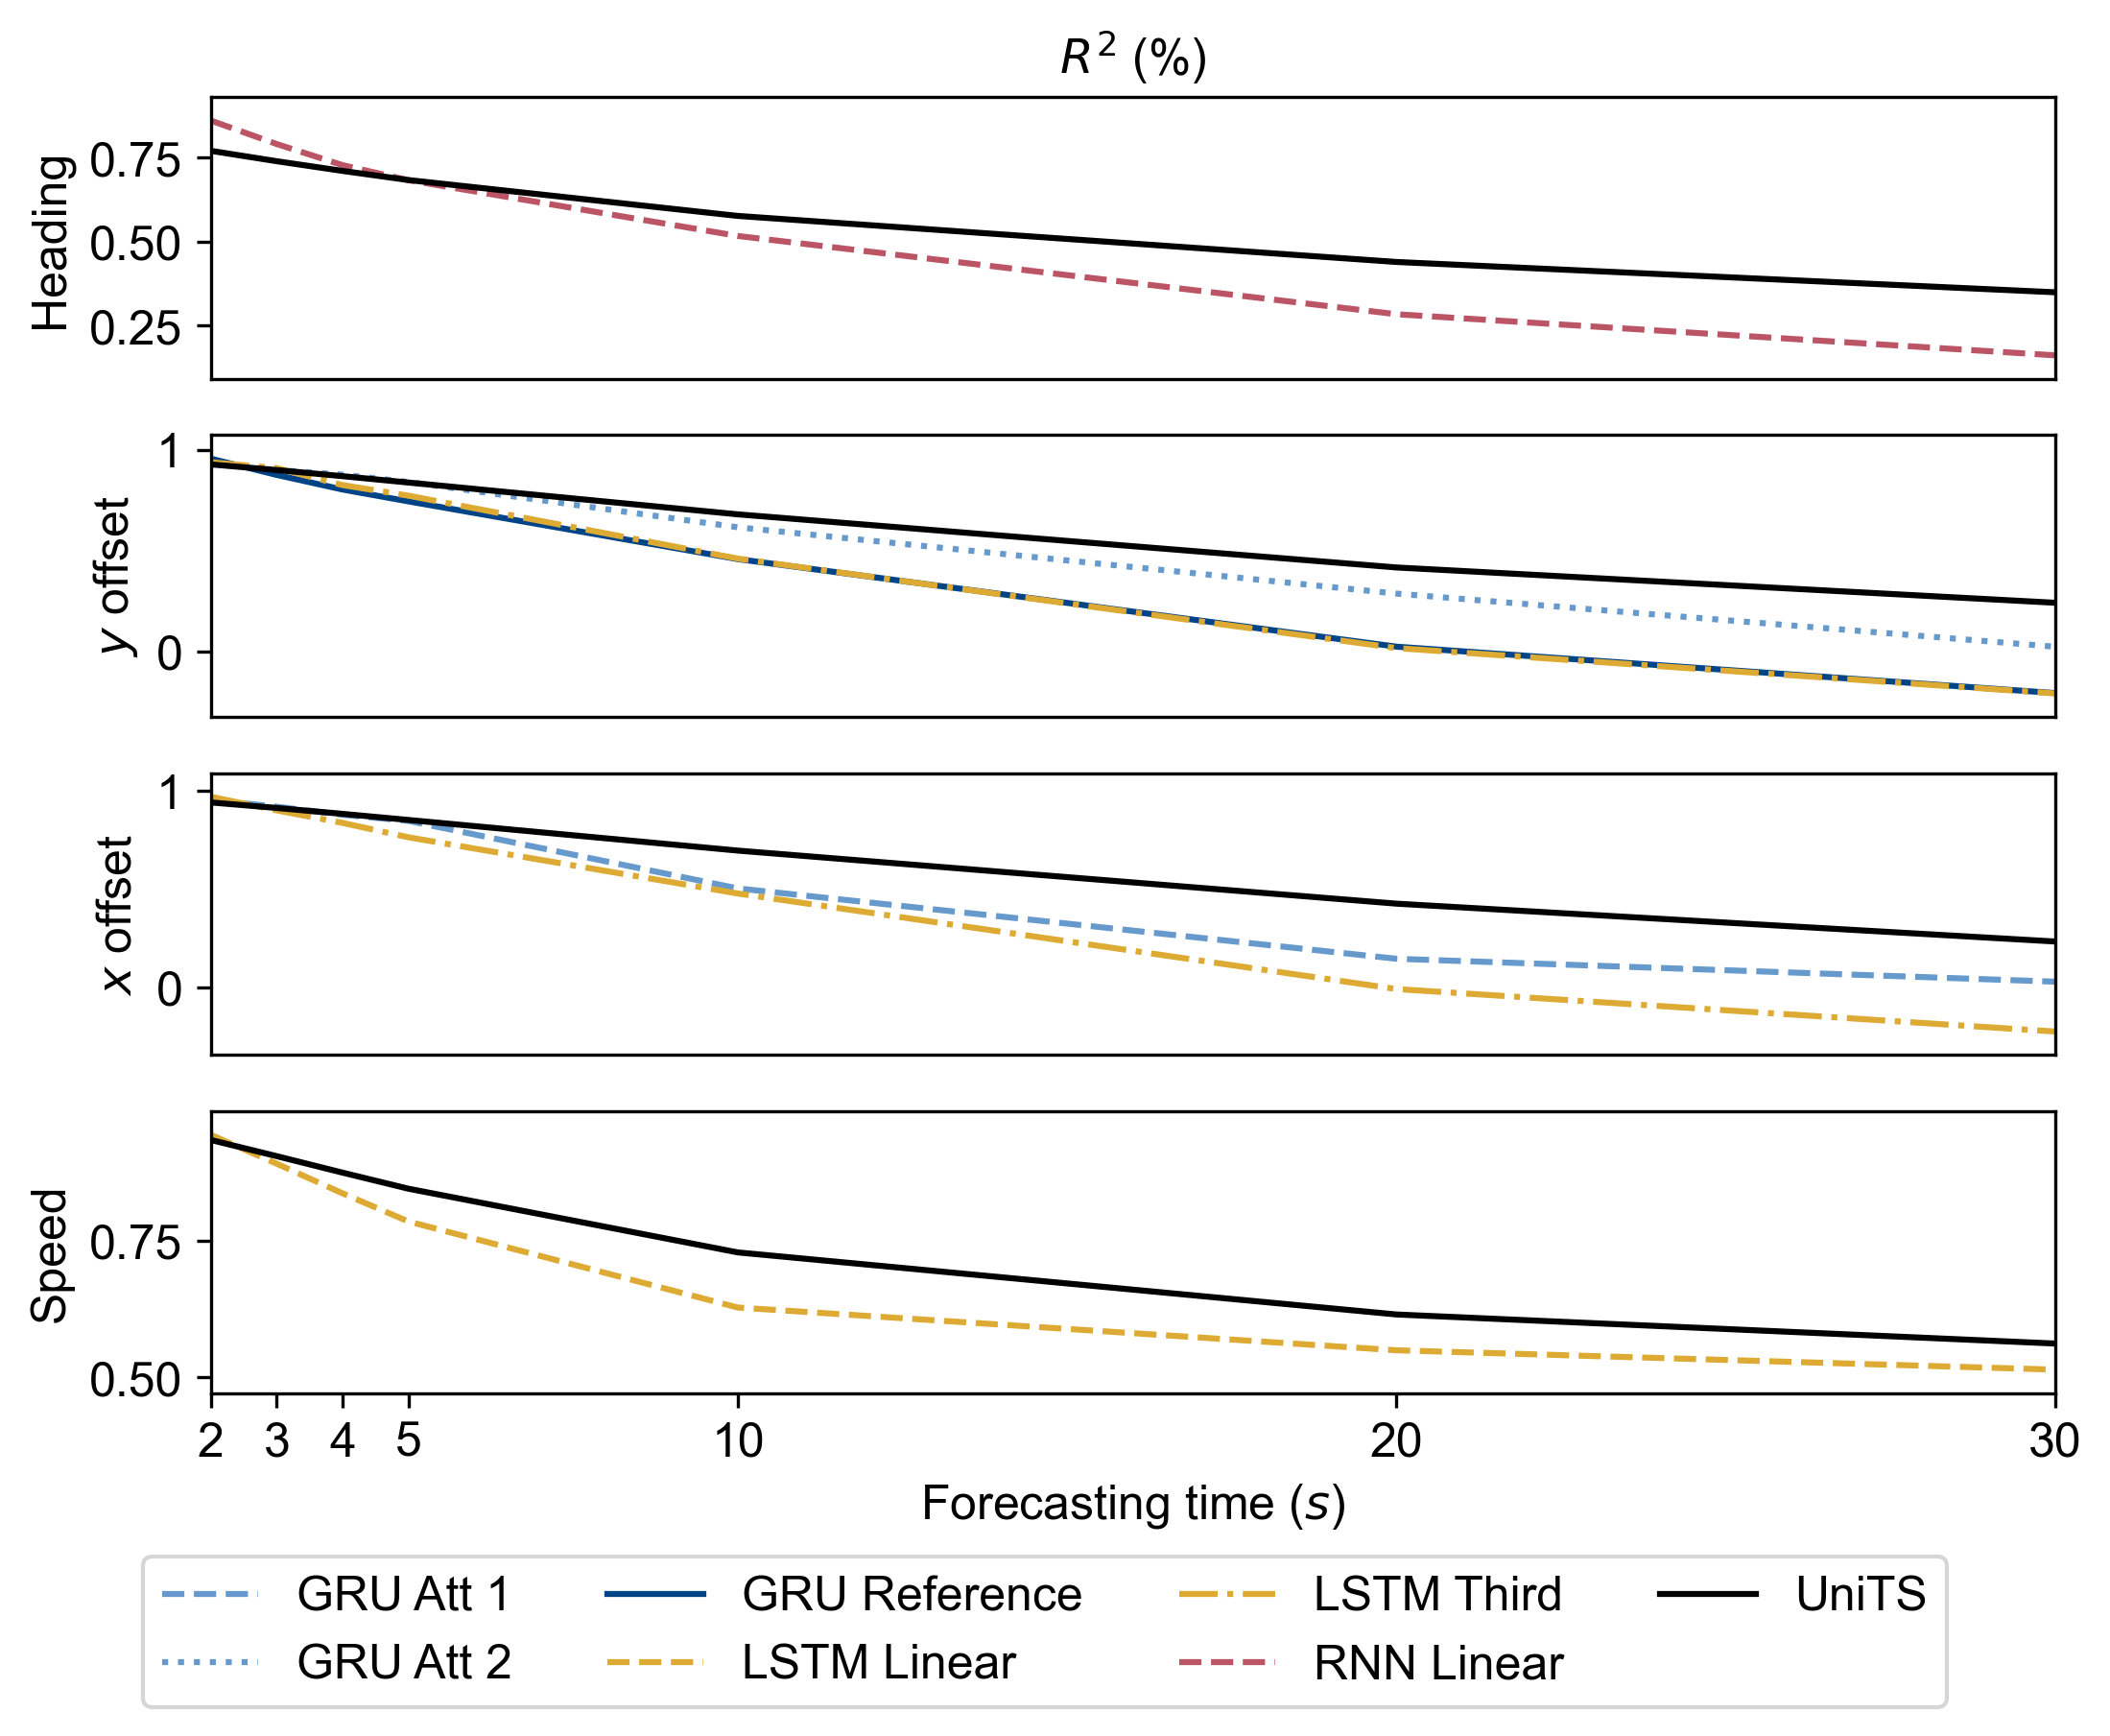 R² (%)
Heading
0.75
0.50
0.25
y offset
1
0
x offset
1
0
Speed
0.75
0.50
2 3 4 5 10 20 30
Forecasting time (s)
GRU Att 1 GRU Reference LSTM Third UniTS
GRU Att 2 LSTM Linear RNN Linear